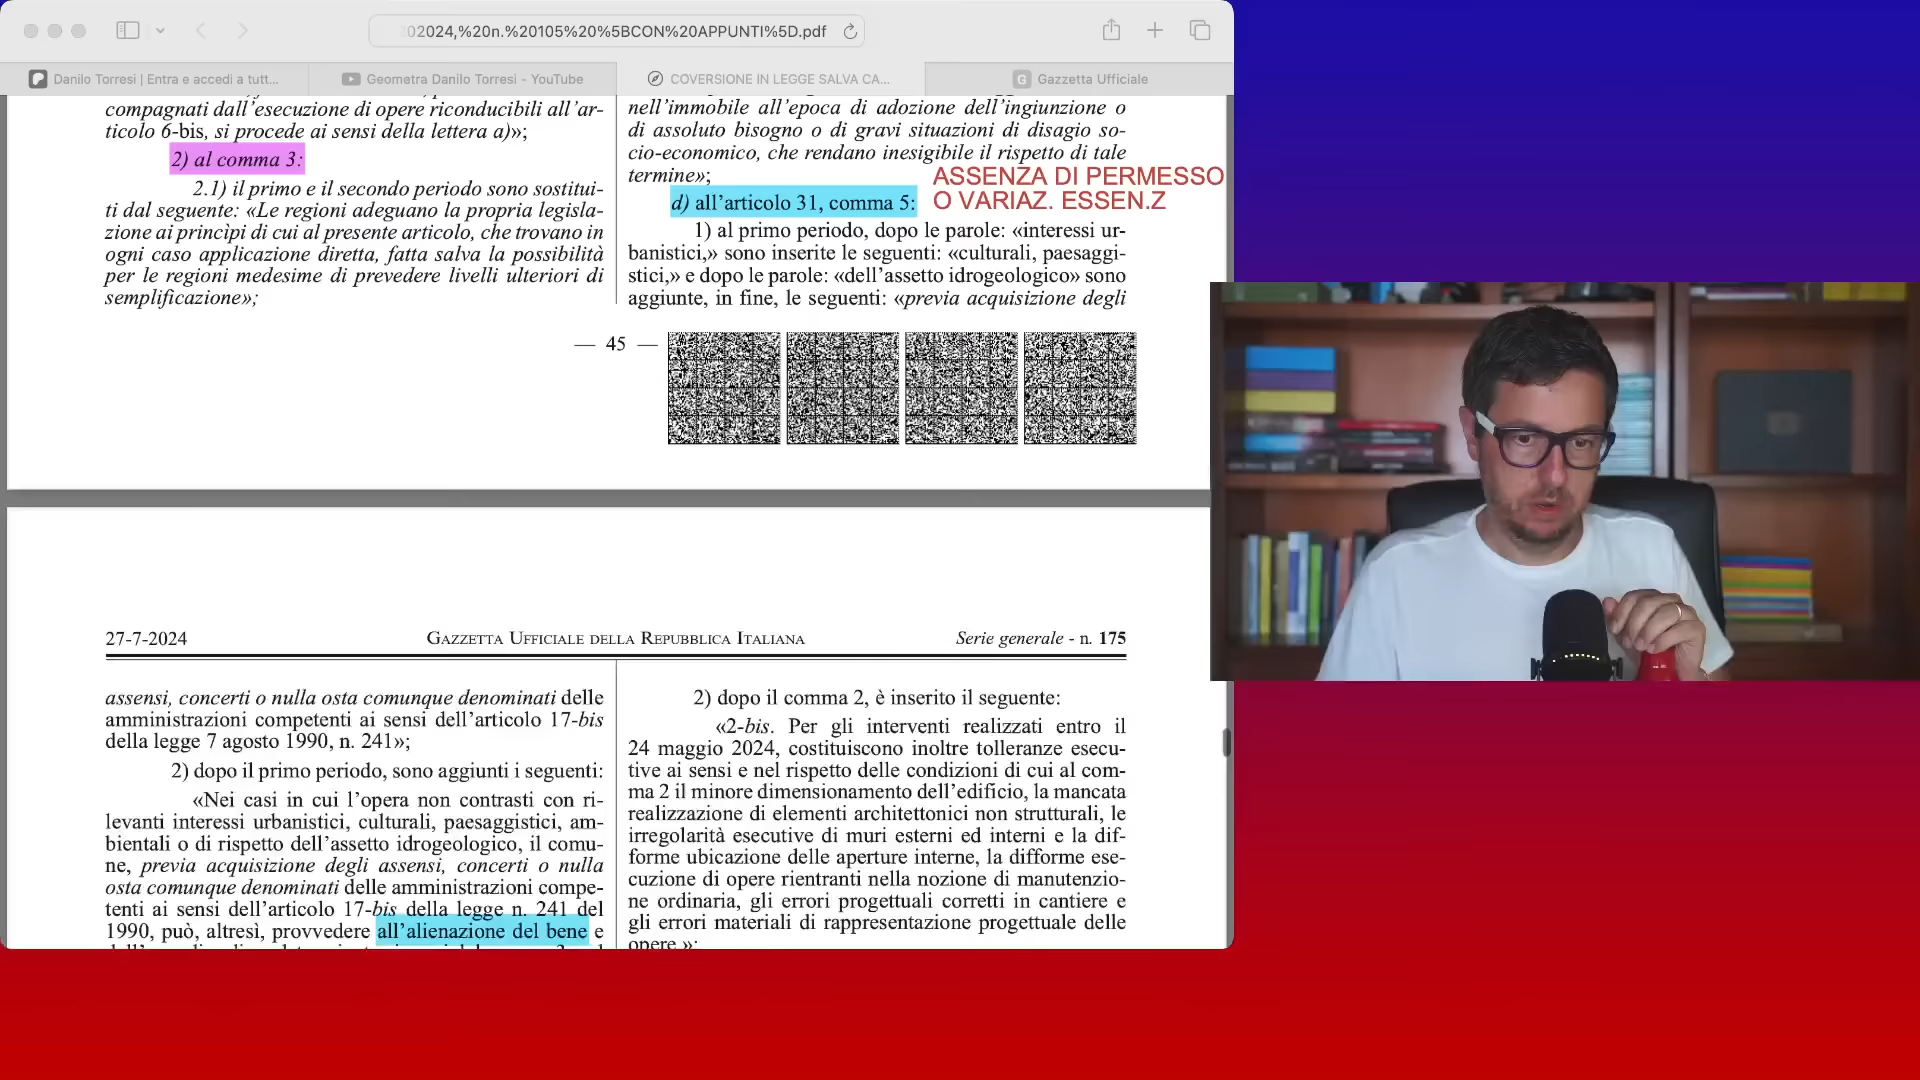 02024,%20n.%20105%20%5BCON%20APPUNTI%5D.pdf
Danilo Torresi | Entra e accedi a tutt...
Geometra Danilo Torresi - YouTube
COVERSIONE IN LEGGE SALVA CA...
G Gazzetta Ufficiale
compagnati dall'esecuzione di opere riconducibili all'ar-
ticolo 6-bis, si procede ai sensi della lettera a)»;
2) al comma 3:
2.1) il primo e il secondo periodo sono sostitui-
ti dal seguente: «Le regioni adeguano la propria legisla-
zione ai princìpi di cui al presente articolo, che trovano in
ogni caso applicazione diretta, fatta salva la possibilità
per le regioni medesime di prevedere livelli ulteriori di
semplificazione»;
nell'immobile all'epoca di adozione dell'ingiunzione o
di assoluto bisogno o di gravi situazioni di disagio so-
cio-economico, che rendano inesigibile il rispetto di tale
termine»;
ASSENZA DI PERMESSO
O VARIAZ. ESSEN.Z
d) all'articolo 31, comma 5:
1) al primo periodo, dopo le parole: «interessi ur-
banistici,» sono inserite le seguenti: «culturali, paesaggi-
stici,» e dopo le parole: «dell'assetto idrogeologico» sono
aggiunte, in fine, le seguenti: «previa acquisizione degli
— 45 —
27-7-2024
GAZZETTA UFFICIALE DELLA REPUBBLICA ITALIANA
Serie generale - n. 175
assensi, concerti o nulla osta comunque denominati delle
amministrazioni competenti ai sensi dell'articolo 17-bis
della legge 7 agosto 1990, n. 241»;
2) dopo il primo periodo, sono aggiunti i seguenti:
«Nei casi in cui l'opera non contrasti con ri-
levanti interessi urbanistici, culturali, paesaggistici, am-
bientali o di rispetto dell'assetto idrogeologico, il comu-
ne, previa acquisizione degli assensi, concerti o nulla
osta comunque denominati delle amministrazioni compe-
tenti ai sensi dell'articolo 17-bis della legge n. 241 del
1990, può, altresì, provvedere all'alienazione del bene e
2) dopo il comma 2, è inserito il seguente:
«2-bis. Per gli interventi realizzati entro il
24 maggio 2024, costituiscono inoltre tolleranze esecu-
tive ai sensi e nel rispetto delle condizioni di cui al com-
ma 2 il minore dimensionamento dell'edificio, la mancata
realizzazione di elementi architettonici non strutturali, le
irregolarità esecutive di muri esterni ed interni e la dif-
forme ubicazione delle aperture interne, la difforme ese-
cuzione di opere rientranti nella nozione di manutenzio-
ne ordinaria, gli errori progettuali corretti in cantiere e
gli errori materiali di rappresentazione progettuale delle
opere.»;